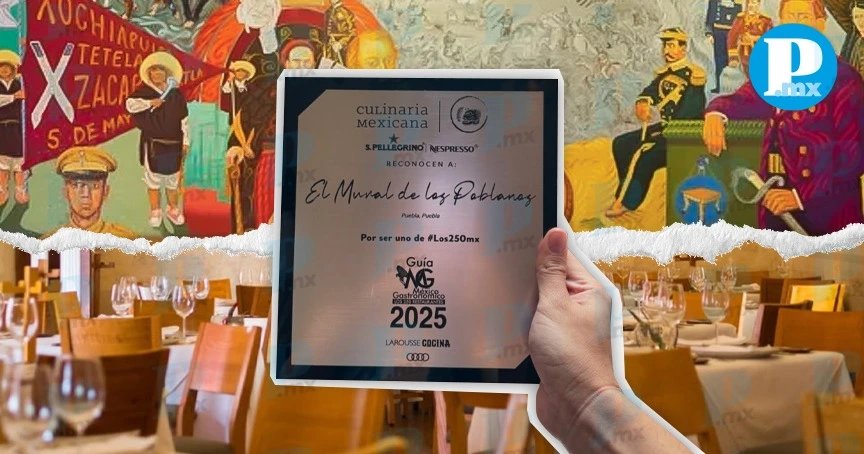 XOCHIAPULCO
TETELA
ZACAPOAXTLA
5 DE MAYO
P
.mx
CULINARIA
MEXICANA
S.PELLEGRINO
NESPRESSO
RECONOCEN A:
El Mural de los Poblanos
Puebla, Puebla
Por ser uno de #Los250mx
Guía
MG
México
Gastronómico
2025
LAROUSSE COCINA